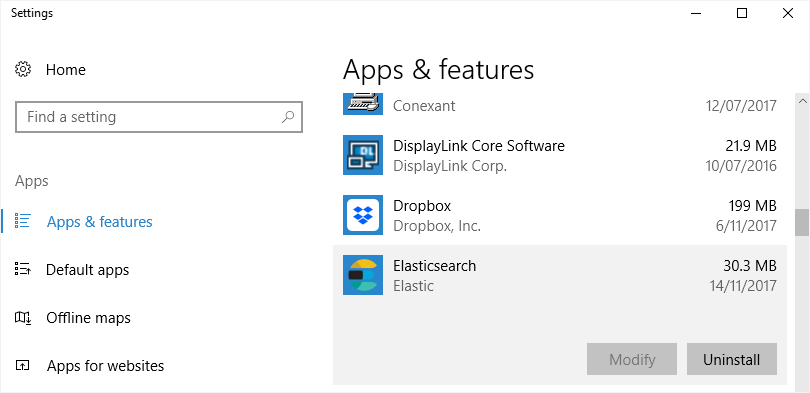 Settings
Home
Find a setting
Apps
Apps & features
Default apps
Offline maps
Apps for websites
Apps & features
Conexant 12/07/2017
DL
DisplayLink Core Software 21.9 MB
DisplayLink Corp. 10/07/2016
Dropbox 199 MB
Dropbox, Inc. 6/11/2017
Elasticsearch 30.3 MB
Elastic 14/11/2017
Modify Uninstall